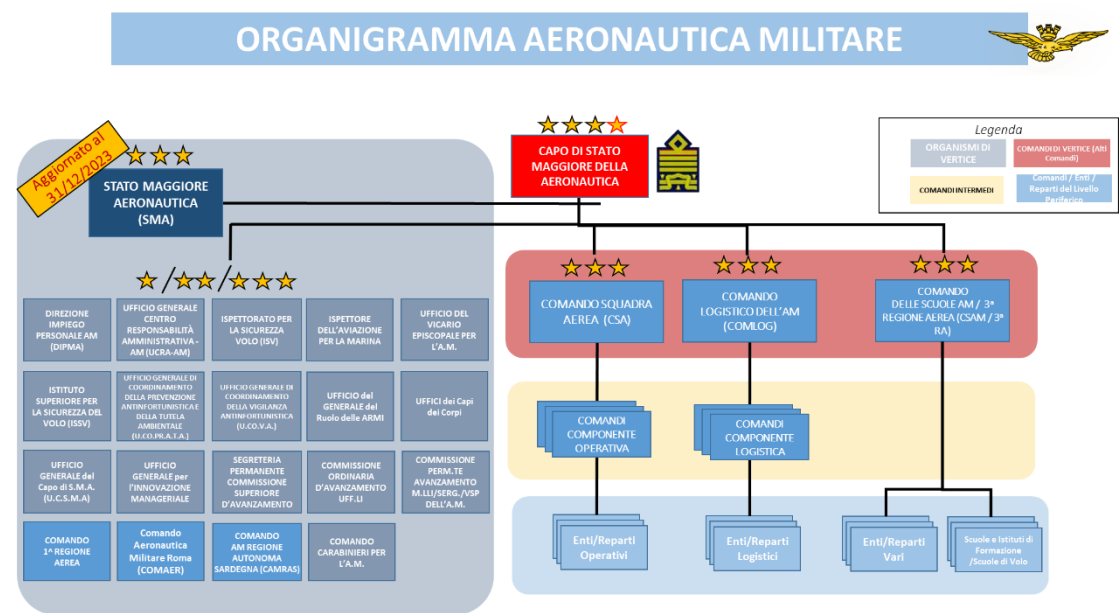 ORGANIGRAMMA AERONAUTICA MILITARE
Aggiornato al
31/12/2023
STATO MAGGIORE
AERONAUTICA
(SMA)
CAPO DI STATO
MAGGIORE DELLA
AERONAUTICA
Legenda
ORGANISMI DI
VERTICE
COMANDI DI VERTICE (Alti
Comandi)
COMANDI INTERMEDI
Comandi / Enti /
Reparti del Livello
Periferico
DIREZIONE
IMPIEGO
PERSONALE AM
(DIPMA)
UFFICIO GENERALE
CENTRO
RESPONSABILITÀ
AMMINISTRATIVA -
AM (UCRA-AM)
ISPETTORATO PER
LA SICUREZZA
VOLO (ISV)
ISPETTORE
DELL'AVIAZIONE
PER LA MARINA
UFFICIO DEL
VICARIO
EPISCOPALE PER
L'A.M.
ISTITUTO
SUPERIORE PER
LA SICUREZZA DEL
VOLO (ISSV)
UFFICIO GENERALE DI
COORDINAMENTO
DELLA PREVENZIONE
ANTINFORTUNISTICA E
DELLA TUTELA
AMBIENTALE
(U.CO.PR.A.T.A.)
UFFICIO GENERALE DI
COORDINAMENTO
DELLA VIGILANZA
ANTINFORTUNISTICA
(U.CO.V.A.)
UFFICIO del
GENERALE del
Ruolo delle ARMI
UFFICI dei Capi
dei Corpi
UFFICIO
GENERALE del
Capo di S.M.A.
(U.C.S.M.A)
UFFICIO
GENERALE per
l'INNOVAZIONE
MANAGERIALE
SEGRETERIA
PERMANENTE
COMMISSIONE
SUPERIORE
D'AVANZAMENTO
COMMISSIONE
ORDINARIA
D'AVANZAMENTO
UFF.LI
COMMISSIONE
PERM.TE
AVANZAMENTO
M.LLI/SERG./VSP
DELL'A.M.
COMANDO
1^ REGIONE
AEREA
Comando
Aeronautica
Militare Roma
(COMAER)
COMANDO
AM REGIONE
AUTONOMA
SARDEGNA (CAMRAS)
COMANDO
CARABINIERI PER
L'A.M.
COMANDO SQUADRA
AEREA (CSA)
COMANDO
LOGISTICO DELL'AM
(COMLOG)
COMANDO
DELLE SCUOLE AM / 3ª
REGIONE AEREA (CSAM / 3ª
RA)
COMANDI
COMPONENTE
OPERATIVA
COMANDI
COMPONENTE
LOGISTICA
Enti/Reparti
Operativi
Enti/Reparti
Logistici
Enti/Reparti
Vari
Scuole e Istituti di
Formazione
/Scuole di Volo